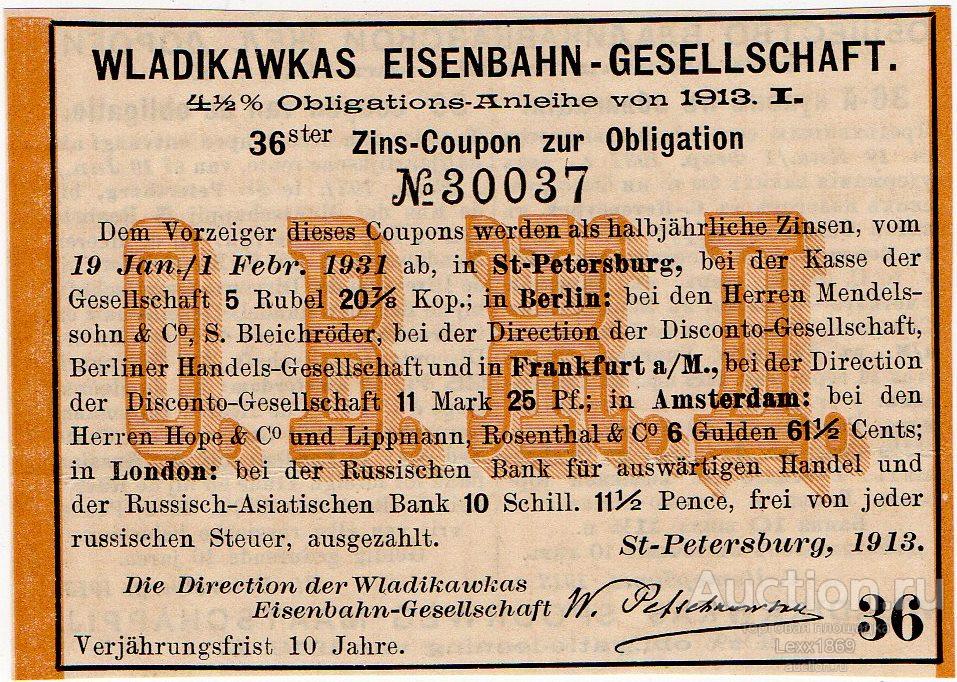 WLADIKAWKAS EISENBAHN-GESELLSCHAFT.
4½% Obligations-Anleihe von 1913. I.
36ster Zins-Coupon zur Obligation
№30037
Dem Vorzeiger dieses Coupons werden als halbjährliche Zinsen, vom
19 Jan./1 Febr. 1931 ab, in St-Petersburg, bei der Kasse der
Gesellschaft 5 Rubel 20⅞ Kop.; in Berlin: bei den Herren Mendels-
sohn & Cº, S. Bleichröder, bei der Direction der Disconto-Gesellschaft,
Berliner Handels-Gesellschaft und in Frankfurt a/M., bei der Direction
der Disconto-Gesellschaft 11 Mark 25 Pf.; in Amsterdam: bei den
Herren Hope & Cº und Lippmann, Rosenthal & Cº 6 Gulden 61½ Cents;
in London: bei der Russischen Bank für auswärtigen Handel und
der Russisch-Asiatischen Bank 10 Schill. 11½ Pence, frei von jeder
russischen Steuer, ausgezahlt.
St-Petersburg, 1913.
Die Direction der Wladikawkas
Eisenbahn-Gesellschaft
36
Verjährungsfrist 10 Jahre.
О.В.Ж.Д.
Auction.ru
Торговая площадка
Lexx1869
auction.ru